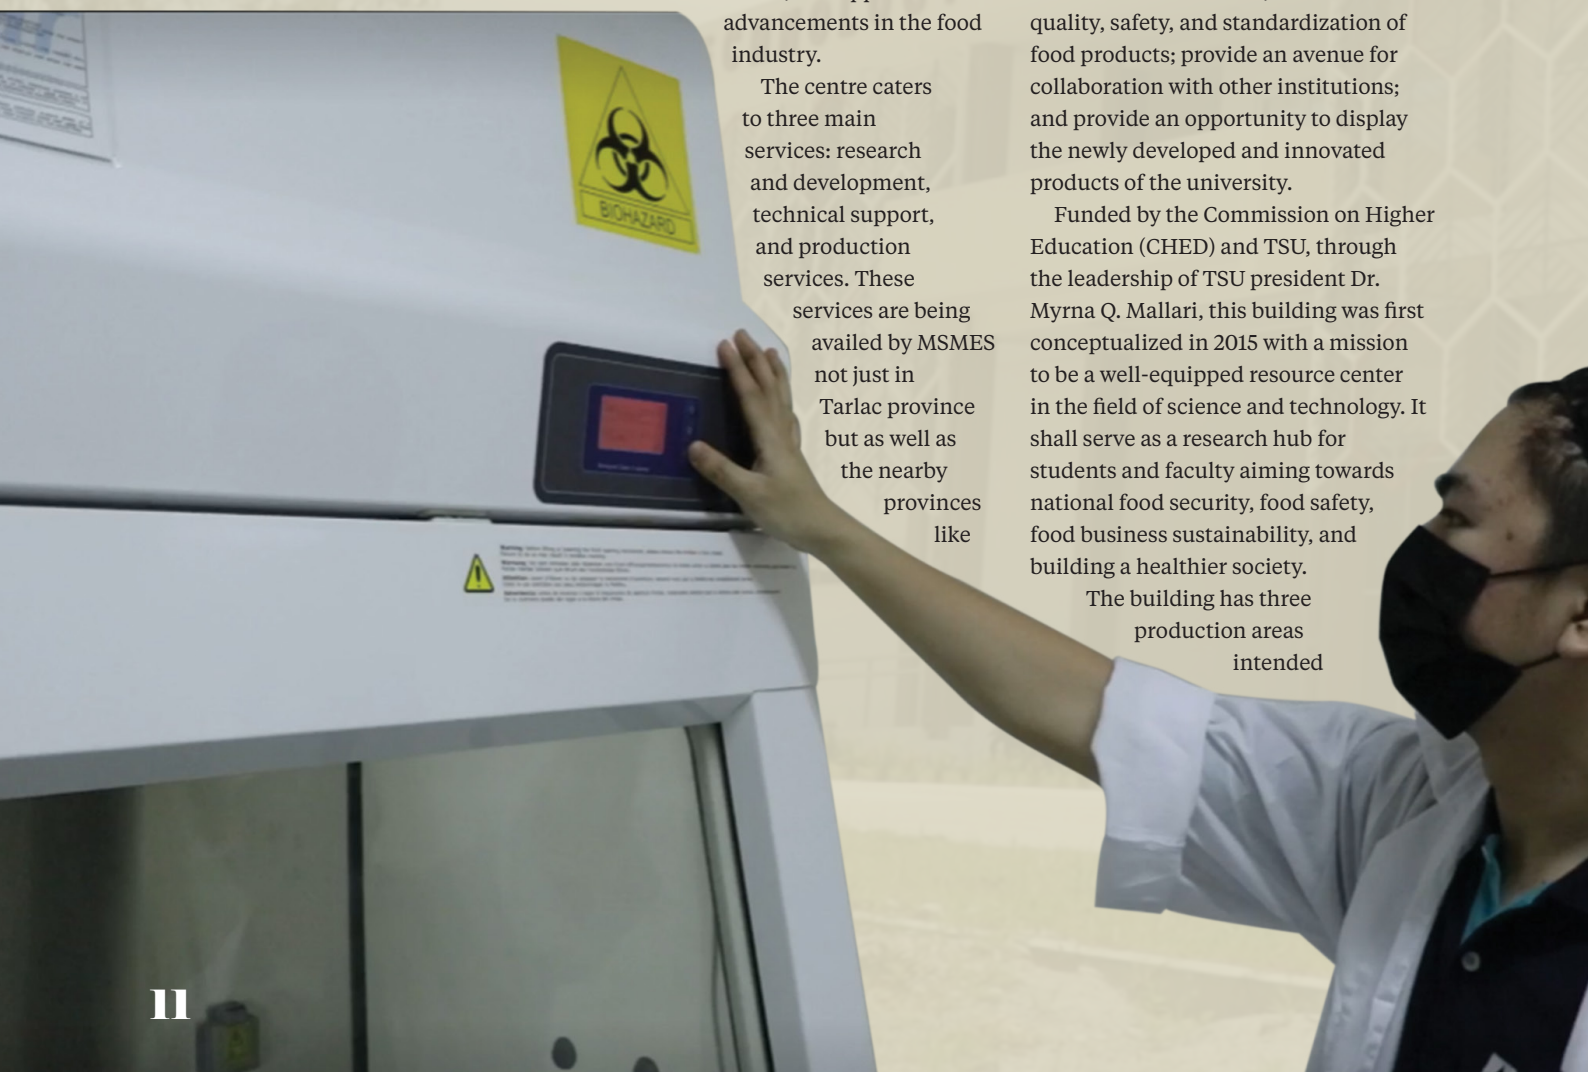 advancements in the food
industry.
The centre caters
to three main
services: research
and development,
technical support,
and production
services. These
services are being
availed by MSMES
not just in
Tarlac province
but as well as
the nearby
provinces
like
quality, safety, and standardization of
food products; provide an avenue for
collaboration with other institutions;
and provide an opportunity to display
the newly developed and innovated
products of the university.
Funded by the Commission on Higher
Education (CHED) and TSU, through
the leadership of TSU president Dr.
Myrna Q. Mallari, this building was first
conceptualized in 2015 with a mission
to be a well-equipped resource center
in the field of science and technology. It
shall serve as a research hub for
students and faculty aiming towards
national food security, food safety,
food business sustainability, and
building a healthier society.
The building has three
production areas
intended
BIOHAZARD
11